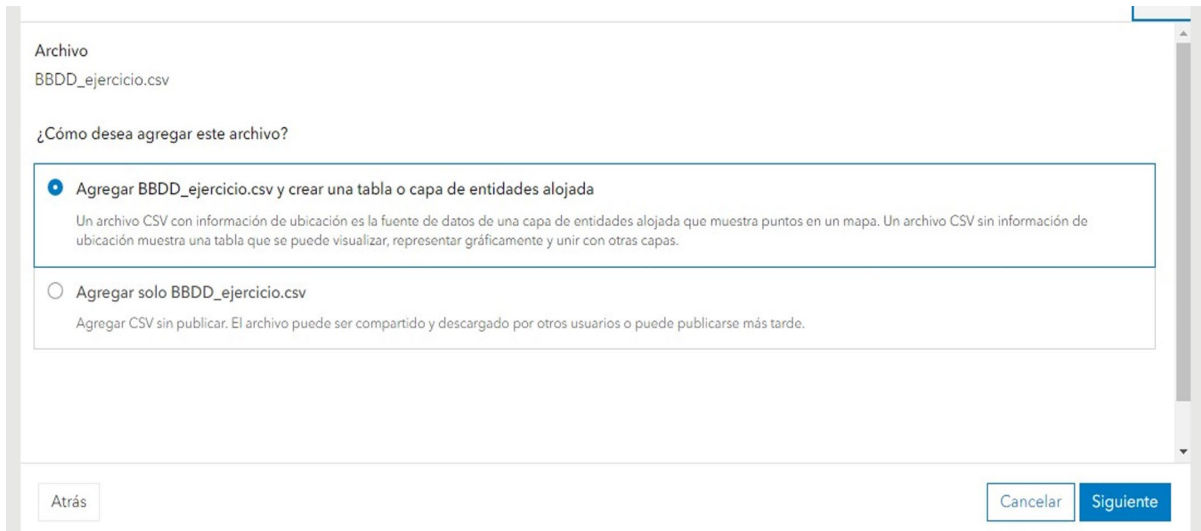 Archivo
BBDD_ejercicio.csv
¿Cómo desea agregar este archivo?
Agregar BBDD_ejercicio.csv y crear una tabla o capa de entidades alojada
Un archivo CSV con información de ubicación es la fuente de datos de una capa de entidades alojada que muestra puntos en un mapa. Un archivo CSV sin información de
ubicación muestra una tabla que se puede visualizar, representar gráficamente y unir con otras capas.
Agregar solo BBDD_ejercicio.csv
Agregar CSV sin publicar. El archivo puede ser compartido y descargado por otros usuarios o puede publicarse más tarde.
Atrás
Cancelar
Siguiente